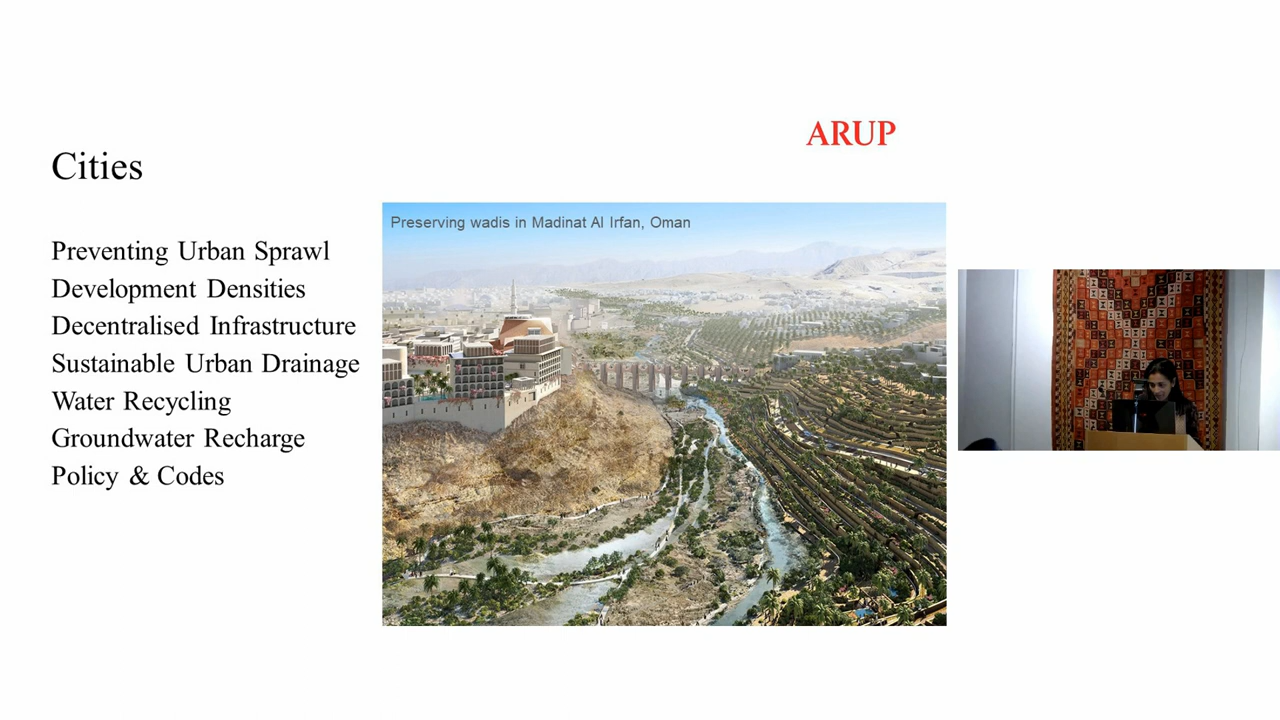 ARUP
Cities
Preventing Urban Sprawl
Development Densities
Decentralised Infrastructure
Sustainable Urban Drainage
Water Recycling
Groundwater Recharge
Policy & Codes
Preserving wadis in Madinat Al Irfan, Oman